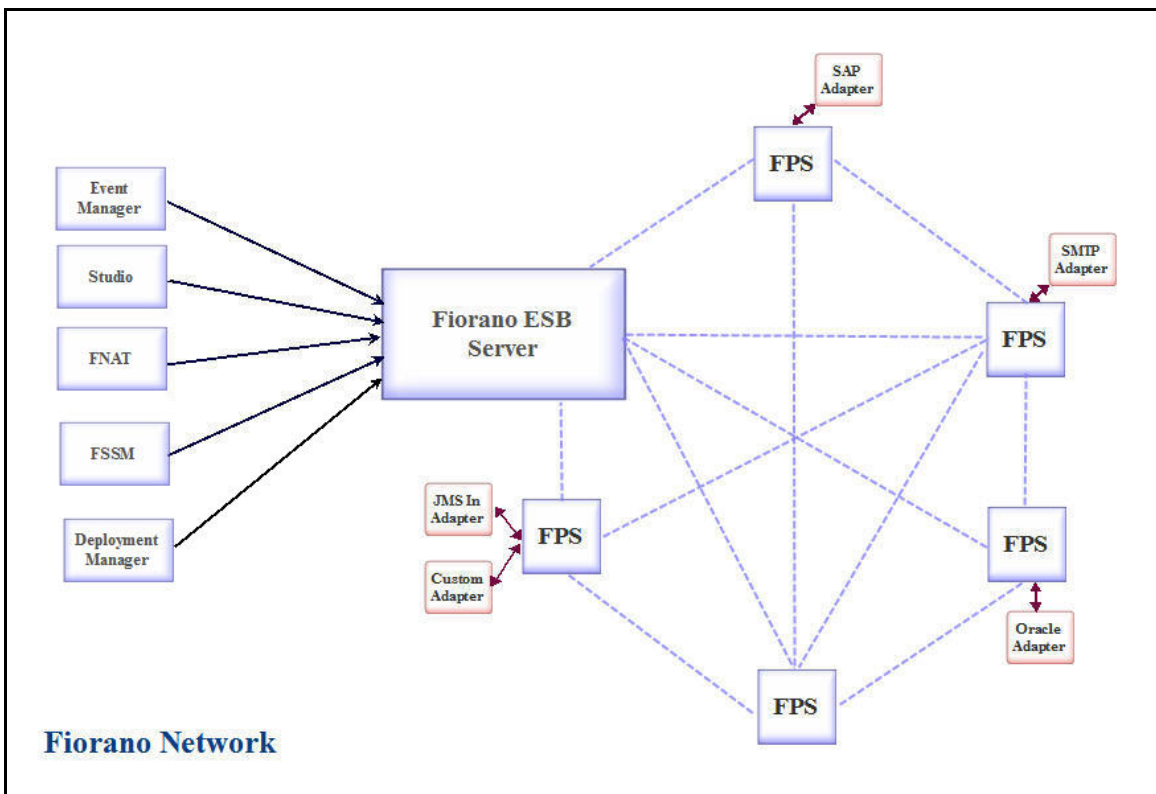 SAP
Adapter
FPS
Event
Manager
Studio
FNAT
FSSM
Deployment
Manager
Fiorano ESB
Server
SMTP
Adapter
FPS
JMS In
Adapter
Custom
Adapter
FPS
FPS
Oracle
Adapter
FPS
Fiorano Network